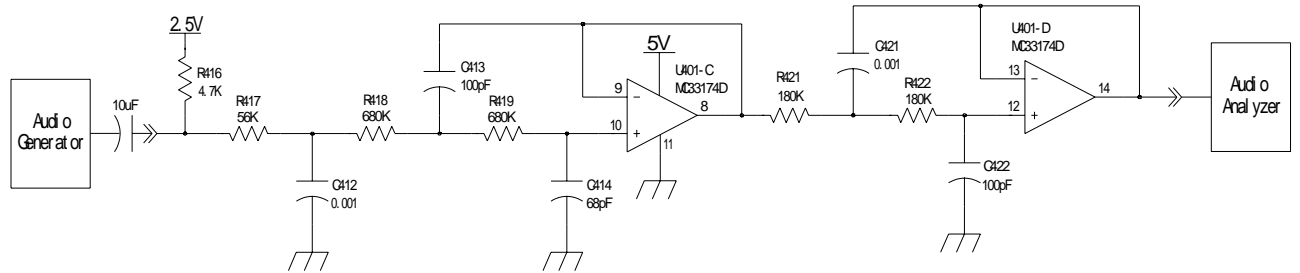 2.5V
R416
4.7K
10uF
Audio
Generator
R417
56K
C412
0.001
R418
680K
C413
100pF
R419
680K
C414
68pF
5V
U401-C
MC33174D
9
10
8
11
R421
180K
C421
0.001
R422
180K
C422
100pF
U401-D
MC33174D
13
12
14
Audio
Analyzer